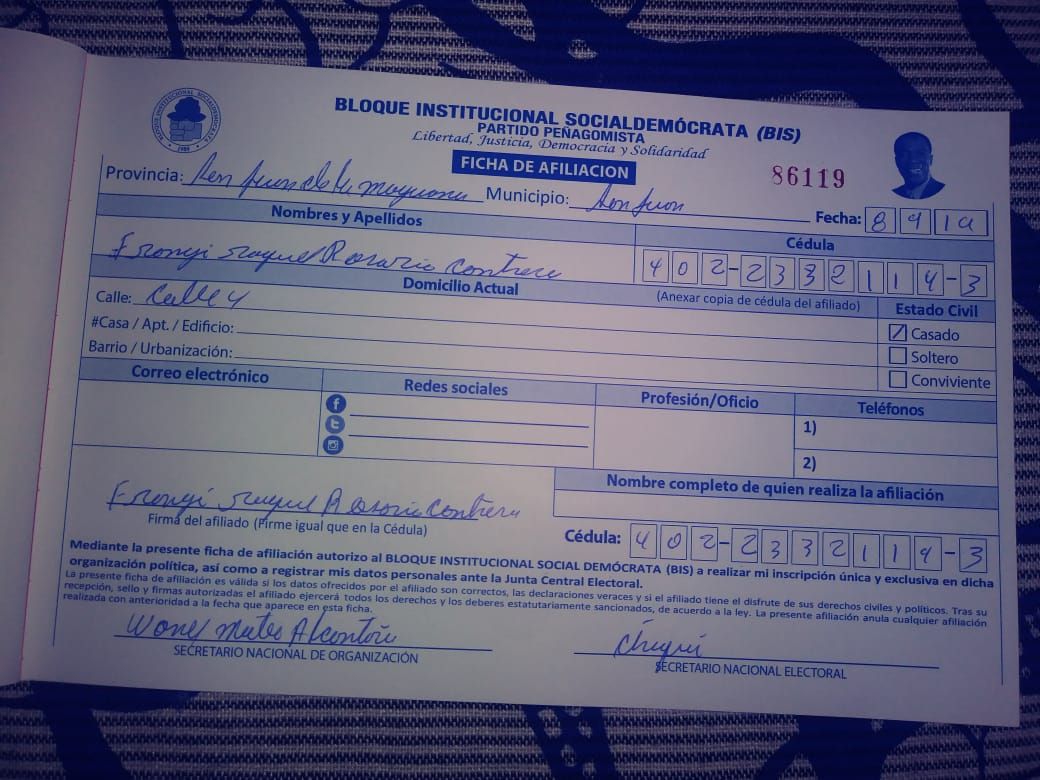 BLOQUE INSTITUCIONAL SOCIALDEMÓCRATA (BIS)
PARTIDO PEÑAGOMISTA
Libertad, Justicia, Democracia y Solidaridad
FICHA DE AFILIACION
86119
Provincia: San Juan de la Maguana Municipio: San Juan Fecha: 8 9 19
Nombres y Apellidos Cédula
Rosario Contrera 402-2332114-3
Domicilio Actual (Anexar copia de cédula del afiliado) Estado Civil
Calle: Calle 4
#Casa / Apt. / Edificio: Casado
Barrio / Urbanización: Soltero
Conviviente
Correo electrónico Redes sociales Profesión/Oficio Teléfonos
1)
2)
Nombre completo de quien realiza la afiliación
Rosario Contrera
Firma del afiliado (Firme igual que en la Cédula) Cédula: 402-2332119-3
Mediante la presente ficha de afiliación autorizo al BLOQUE INSTITUCIONAL SOCIAL DEMÓCRATA (BIS) a realizar mi inscripción única y exclusiva en dicha
organización política, así como a registrar mis datos personales ante la Junta Central Electoral.
La presente ficha de afiliación es válida si los datos ofrecidos por el afiliado son correctos, las declaraciones veraces y si el afiliado tiene el disfrute de sus derechos civiles y políticos. Tras su
recepción, sello y firmas autorizadas el afiliado ejercerá todos los derechos y los deberes estatutariamente sancionados, de acuerdo a la ley. La presente afiliación anula cualquier afiliación
realizada con anterioridad a la fecha que aparece en esta ficha.
SECRETARIO NACIONAL DE ORGANIZACIÓN SECRETARIO NACIONAL ELECTORAL